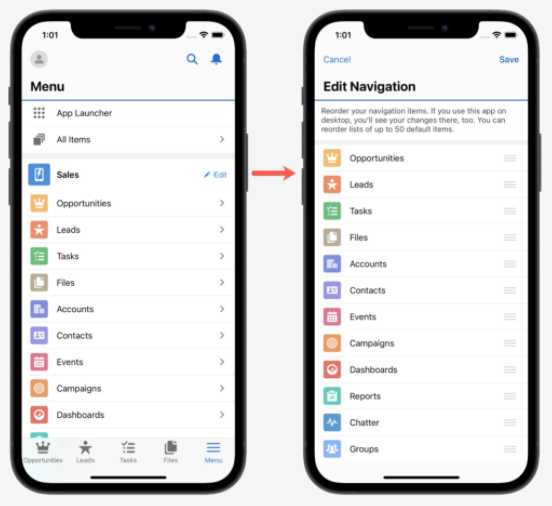 1:01
Menu
App Launcher
All Items
Sales
Edit
Opportunities
Leads
Tasks
Files
Accounts
Contacts
Events
Campaigns
Dashboards
Opportunities
Leads
Tasks
Files
Menu
1:01
Cancel
Save
Edit Navigation
Reorder your navigation items. If you use this app on
desktop, you'll see your changes there, too. You can
reorder lists of up to 50 default items.
Opportunities
Leads
Tasks
Files
Accounts
Contacts
Events
Campaigns
Dashboards
Reports
Chatter
Groups